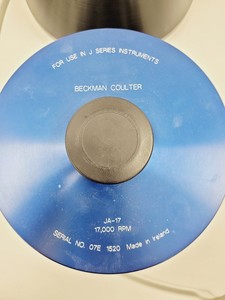 FOR USE IN J SERIES INSTRUMENTS
BECKMAN COULTER
JA-17
17,000 RPM
SERIAL NO. 07E 1520 Made in Ireland